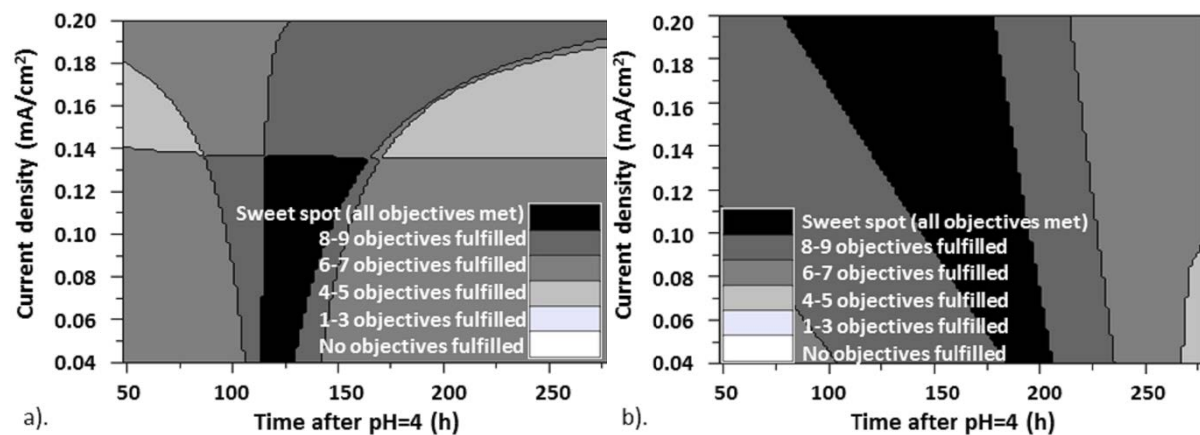 0.20
0.18
0.16
0.14
0.12
0.10
0.08
0.06
0.04
Current density (mA/cm²)
Sweet spot (all objectives met)
8-9 objectives fulfilled
6-7 objectives fulfilled
4-5 objectives fulfilled
1-3 objectives fulfilled
No objectives fulfilled
50 100 150 200 250
a). Time after pH=4 (h)
0.20
0.18
0.16
0.14
0.12
0.10
0.08
0.06
0.04
Current density (mA/cm²)
Sweet spot (all objectives met)
8-9 objectives fulfilled
6-7 objectives fulfilled
4-5 objectives fulfilled
1-3 objectives fulfilled
No objectives fulfilled
50 100 150 200 250
b). Time after pH=4 (h)